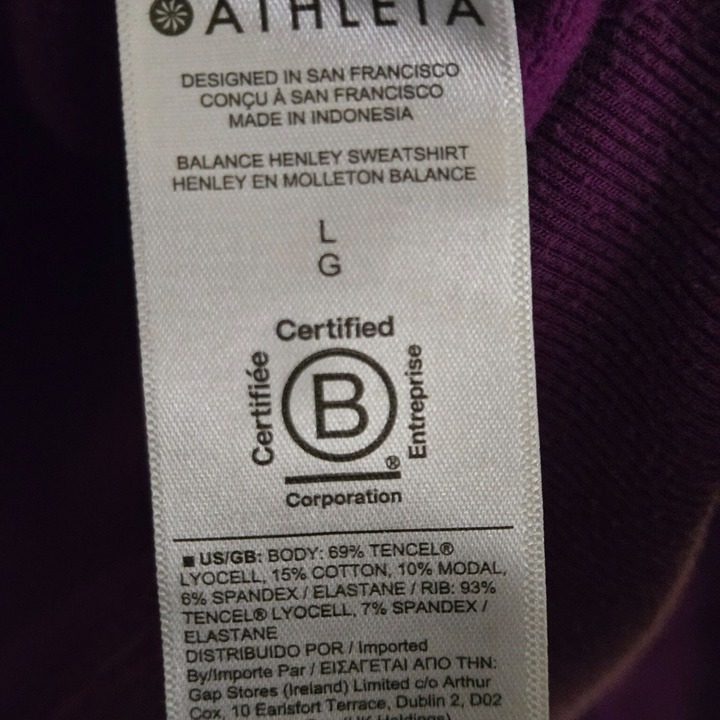 ATHLETA
DESIGNED IN SAN FRANCISCO
CONÇU À SAN FRANCISCO
MADE IN INDONESIA
BALANCE HENLEY SWEATSHIRT
HENLEY EN MOLLETON BALANCE
L
G
Certified
Certifiée
B
Entreprise
®
Corporation
■ US/GB: BODY: 69% TENCEL®
LYOCELL, 15% COTTON, 10% MODAL,
6% SPANDEX / ELASTANE / RIB: 93%
TENCEL® LYOCELL, 7% SPANDEX /
ELASTANE
DISTRIBUIDO POR / Imported
By/Importe Par / ΕΙΣΑΓΕΤΑΙ ΑΠΟ ΤΗΝ:
Gap Stores (Ireland) Limited c/o Arthur
Cox, 10 Earlsfort Terrace, Dublin 2, D02